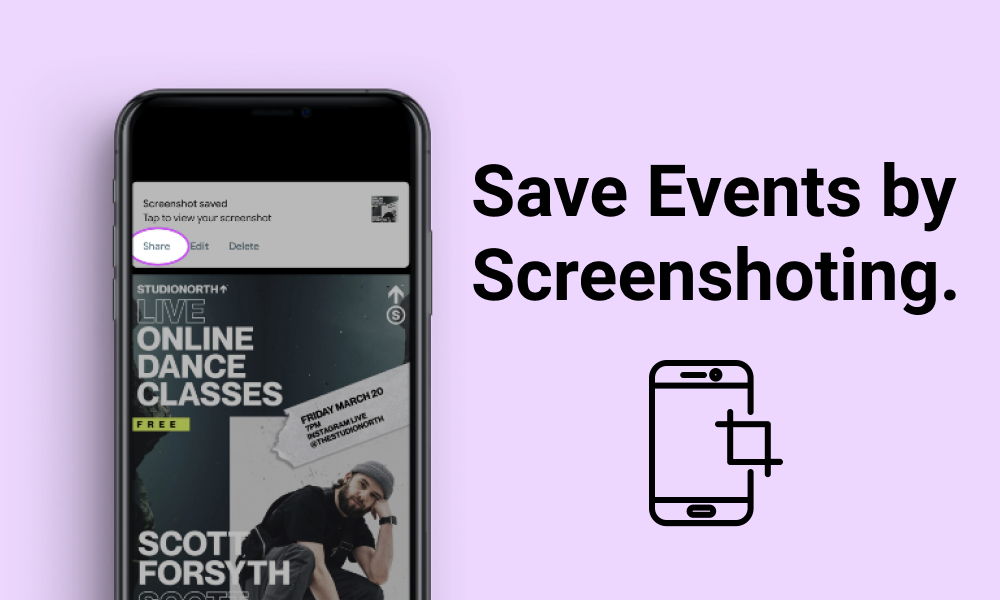 Save Events by
Screenshoting.
Screenshot saved
Tap to view your screenshot
Share Edit Delete
STUDIONORTH↑
LIVE
ONLINE
DANCE
CLASSES
FREE
S
FRIDAY MARCH 20
7PM
INSTAGRAM LIVE
@THESTUDIONORTH
SCOTT
FORSYTH
SCOTT